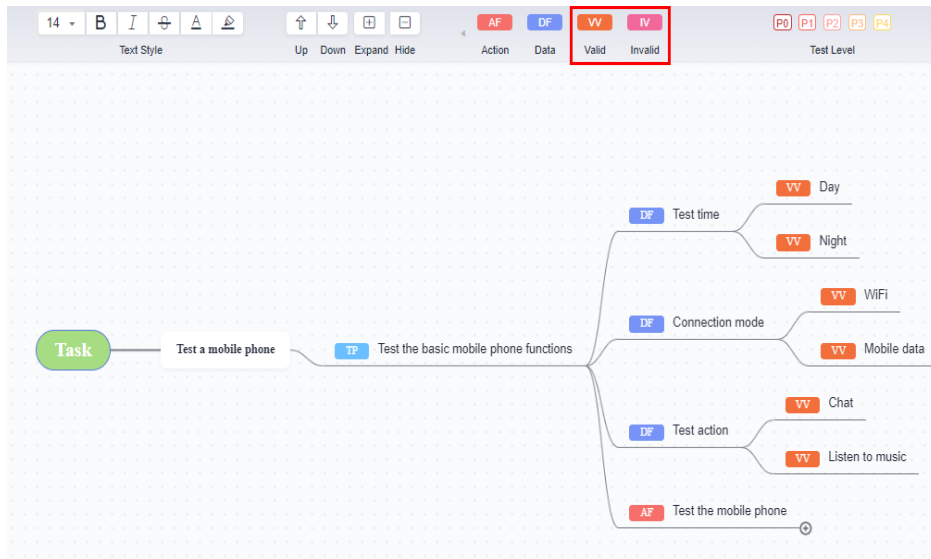 14 B I S A
Text Style
Up Down Expand Hide
AF DF VV IV
Action Data Valid Invalid
P0 P1 P2 P3 P4
Test Level
VV Day
DF Test time
VV Night
VV WiFi
DF Connection mode
Task Test a mobile phone TP Test the basic mobile phone functions
VV Mobile data
VV Chat
DF Test action
VV Listen to music
AF Test the mobile phone